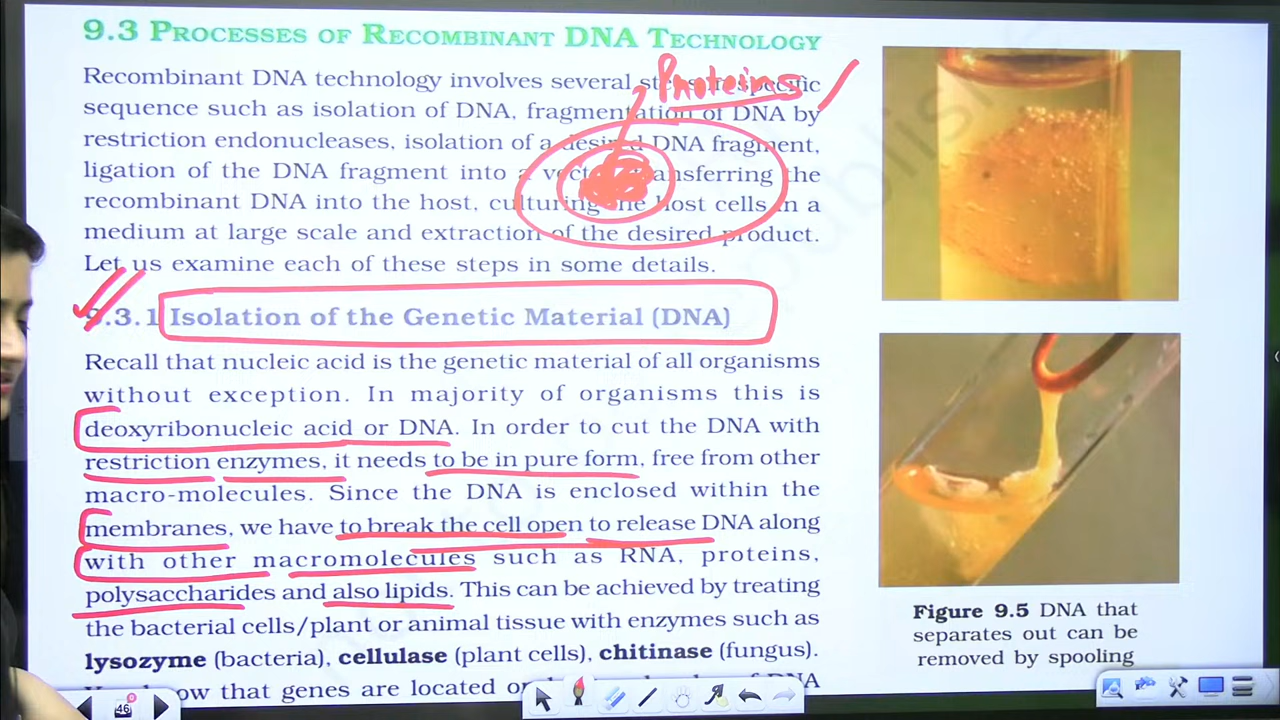 9.3 PROCESSES OF RECOMBINANT DNA TECHNOLOGY
Recombinant DNA technology involves several specific
Proteins
sequence such as isolation of DNA, fragmentation of DNA by
restriction endonucleases, isolation of a desired DNA fragment,
ligation of the DNA fragment into a the
recombinant DNA into the host, culturing the host cells in a
medium at large scale and extraction of the desired product.
Let us examine each of these steps in some details.
9.3.1 Isolation of the Genetic Material (DNA)
Recall that nucleic acid is the genetic material of all organisms
without exception. In majority of organisms this is
deoxyribonucleic acid or DNA. In order to cut the DNA with
restriction enzymes, it needs to be in pure form, free from other
macro-molecules. Since the DNA is enclosed within the
membranes, we have to break the cell open to release DNA along
with other macromolecules such as RNA, proteins,
polysaccharides and also lipids. This can be achieved by treating
the bacterial cells/plant or animal tissue with enzymes such as
lysozyme (bacteria), cellulase (plant cells), chitinase (fungus).
that genes are located DNA
Figure 9.5 DNA that
separates out can be
removed by spooling
46